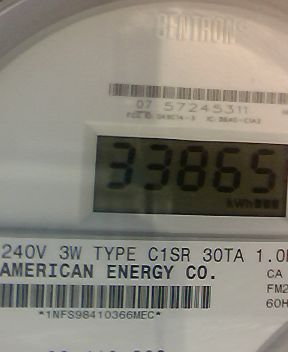 CENTRON®
07 57245311
33865
kWh
240V 3W TYPE C1SR 30TA 1.0
AMERICAN ENERGY CO.
CA
FM2
60H
*1NFS98410366MEC*